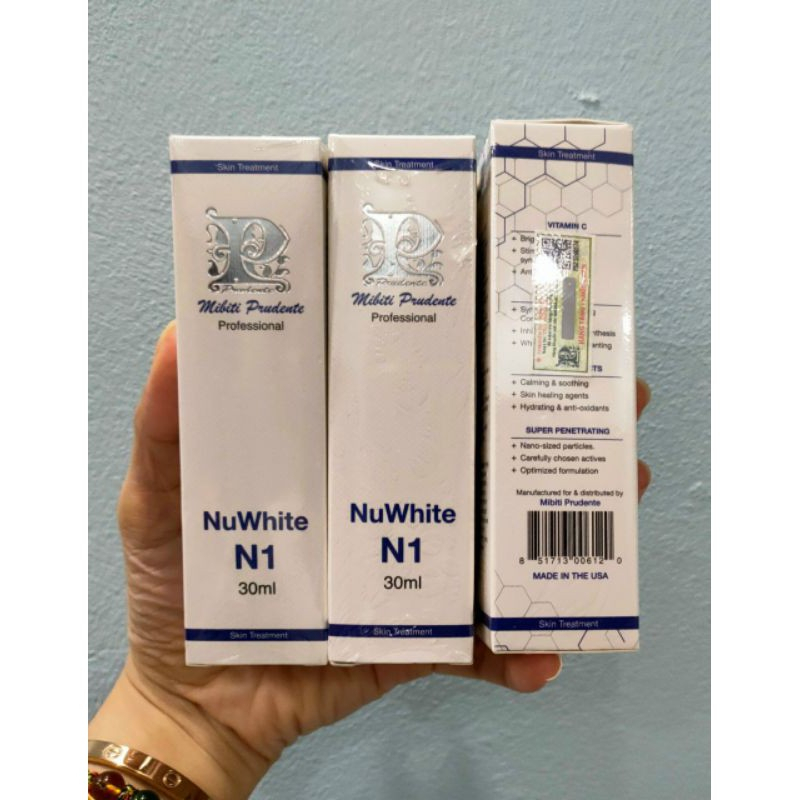 Skin Treatment
Prudente
Mibiti Prudente
Professional
NuWhite
N1
30ml
Skin Treatment
Skin Treatment
Prudente
Mibiti Prudente
Professional
NuWhite
N1
30ml
Skin Treatment
Skin Treatment
VITAMIN C
+
+
+
+
+
+
+ Calming & soothing
+ Skin healing agents
+ Hydrating & anti-oxidants
SUPER PENETRATING
+ Nano-sized particles.
+ Carefully chosen actives
+ Optimized formulation
Manufactured for & distributed by
Mibiti Prudente
8 51713 00612 0
MADE IN THE USA
Skin Treatment